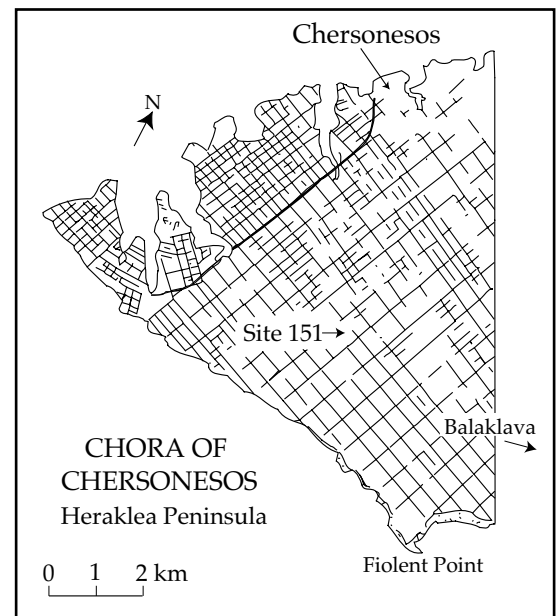 Chersonesos
N
Site 151
Balaklava
CHORA OF
CHERSONESOS
Heraklea Peninsula
Fiolent Point
0 1 2 km